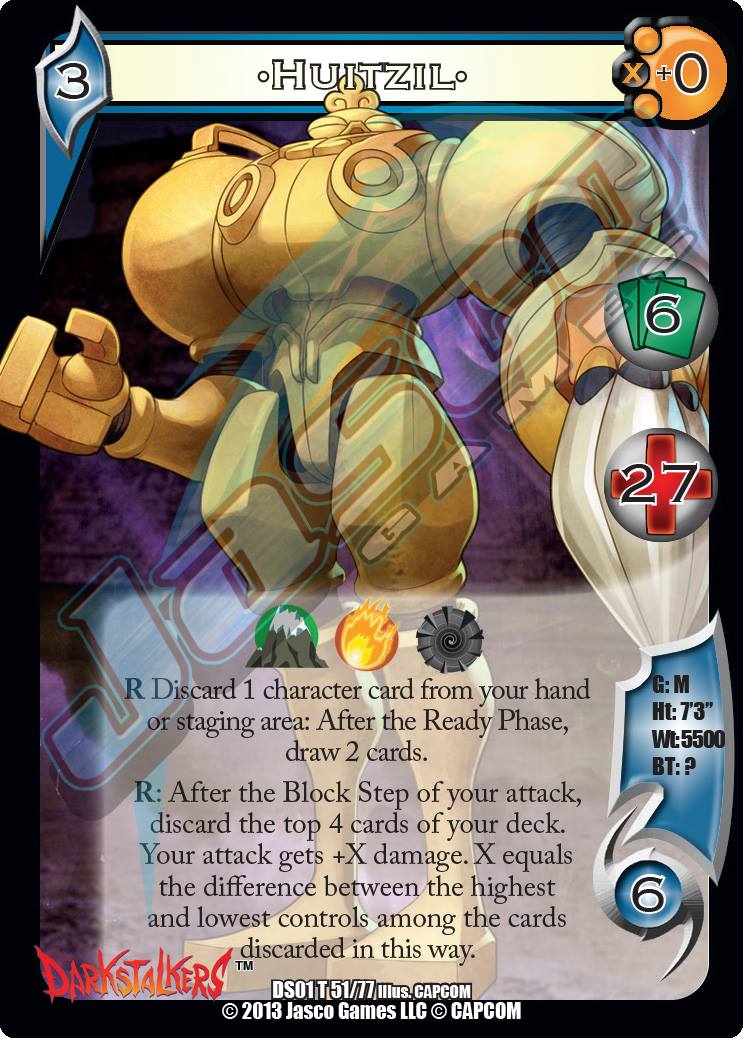 3
·Huitzil·
X +0
6
27
R Discard 1 character card from your hand
or staging area: After the Ready Phase,
draw 2 cards.
R: After the Block Step of your attack,
discard the top 4 cards of your deck.
Your attack gets +X damage. X equals
the difference between the highest
and lowest controls among the cards
discarded in this way.
G: M
Ht: 7'3”
Wt:5500
BT: ?
6
JASCO
GAMES
DARKSTALKERS™
DS01 T 51/77 Illus. CAPCOM
© 2013 Jasco Games LLC © CAPCOM